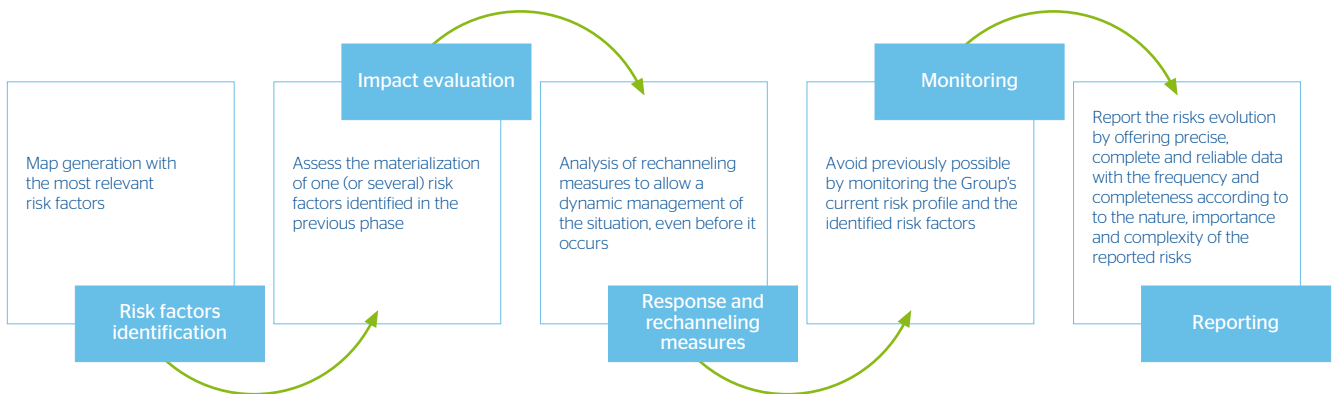 Map generation with
the most relevant
risk factors
Risk factors
identification
Impact evaluation
Assess the materialization
of one (or several) risk
factors identified in the
previous phase
Analysis of rechanneling
measures to allow a
dynamic management of
the situation, even before it
occurs
Response and
rechanneling
measures
Monitoring
Avoid previously possible
by monitoring the Group's
current risk profile and the
identified risk factors
Report the risks evolution
by offering precise,
complete and reliable data
with the frequency and
completeness according to
to the nature, importance
and complexity of the
reported risks
Reporting